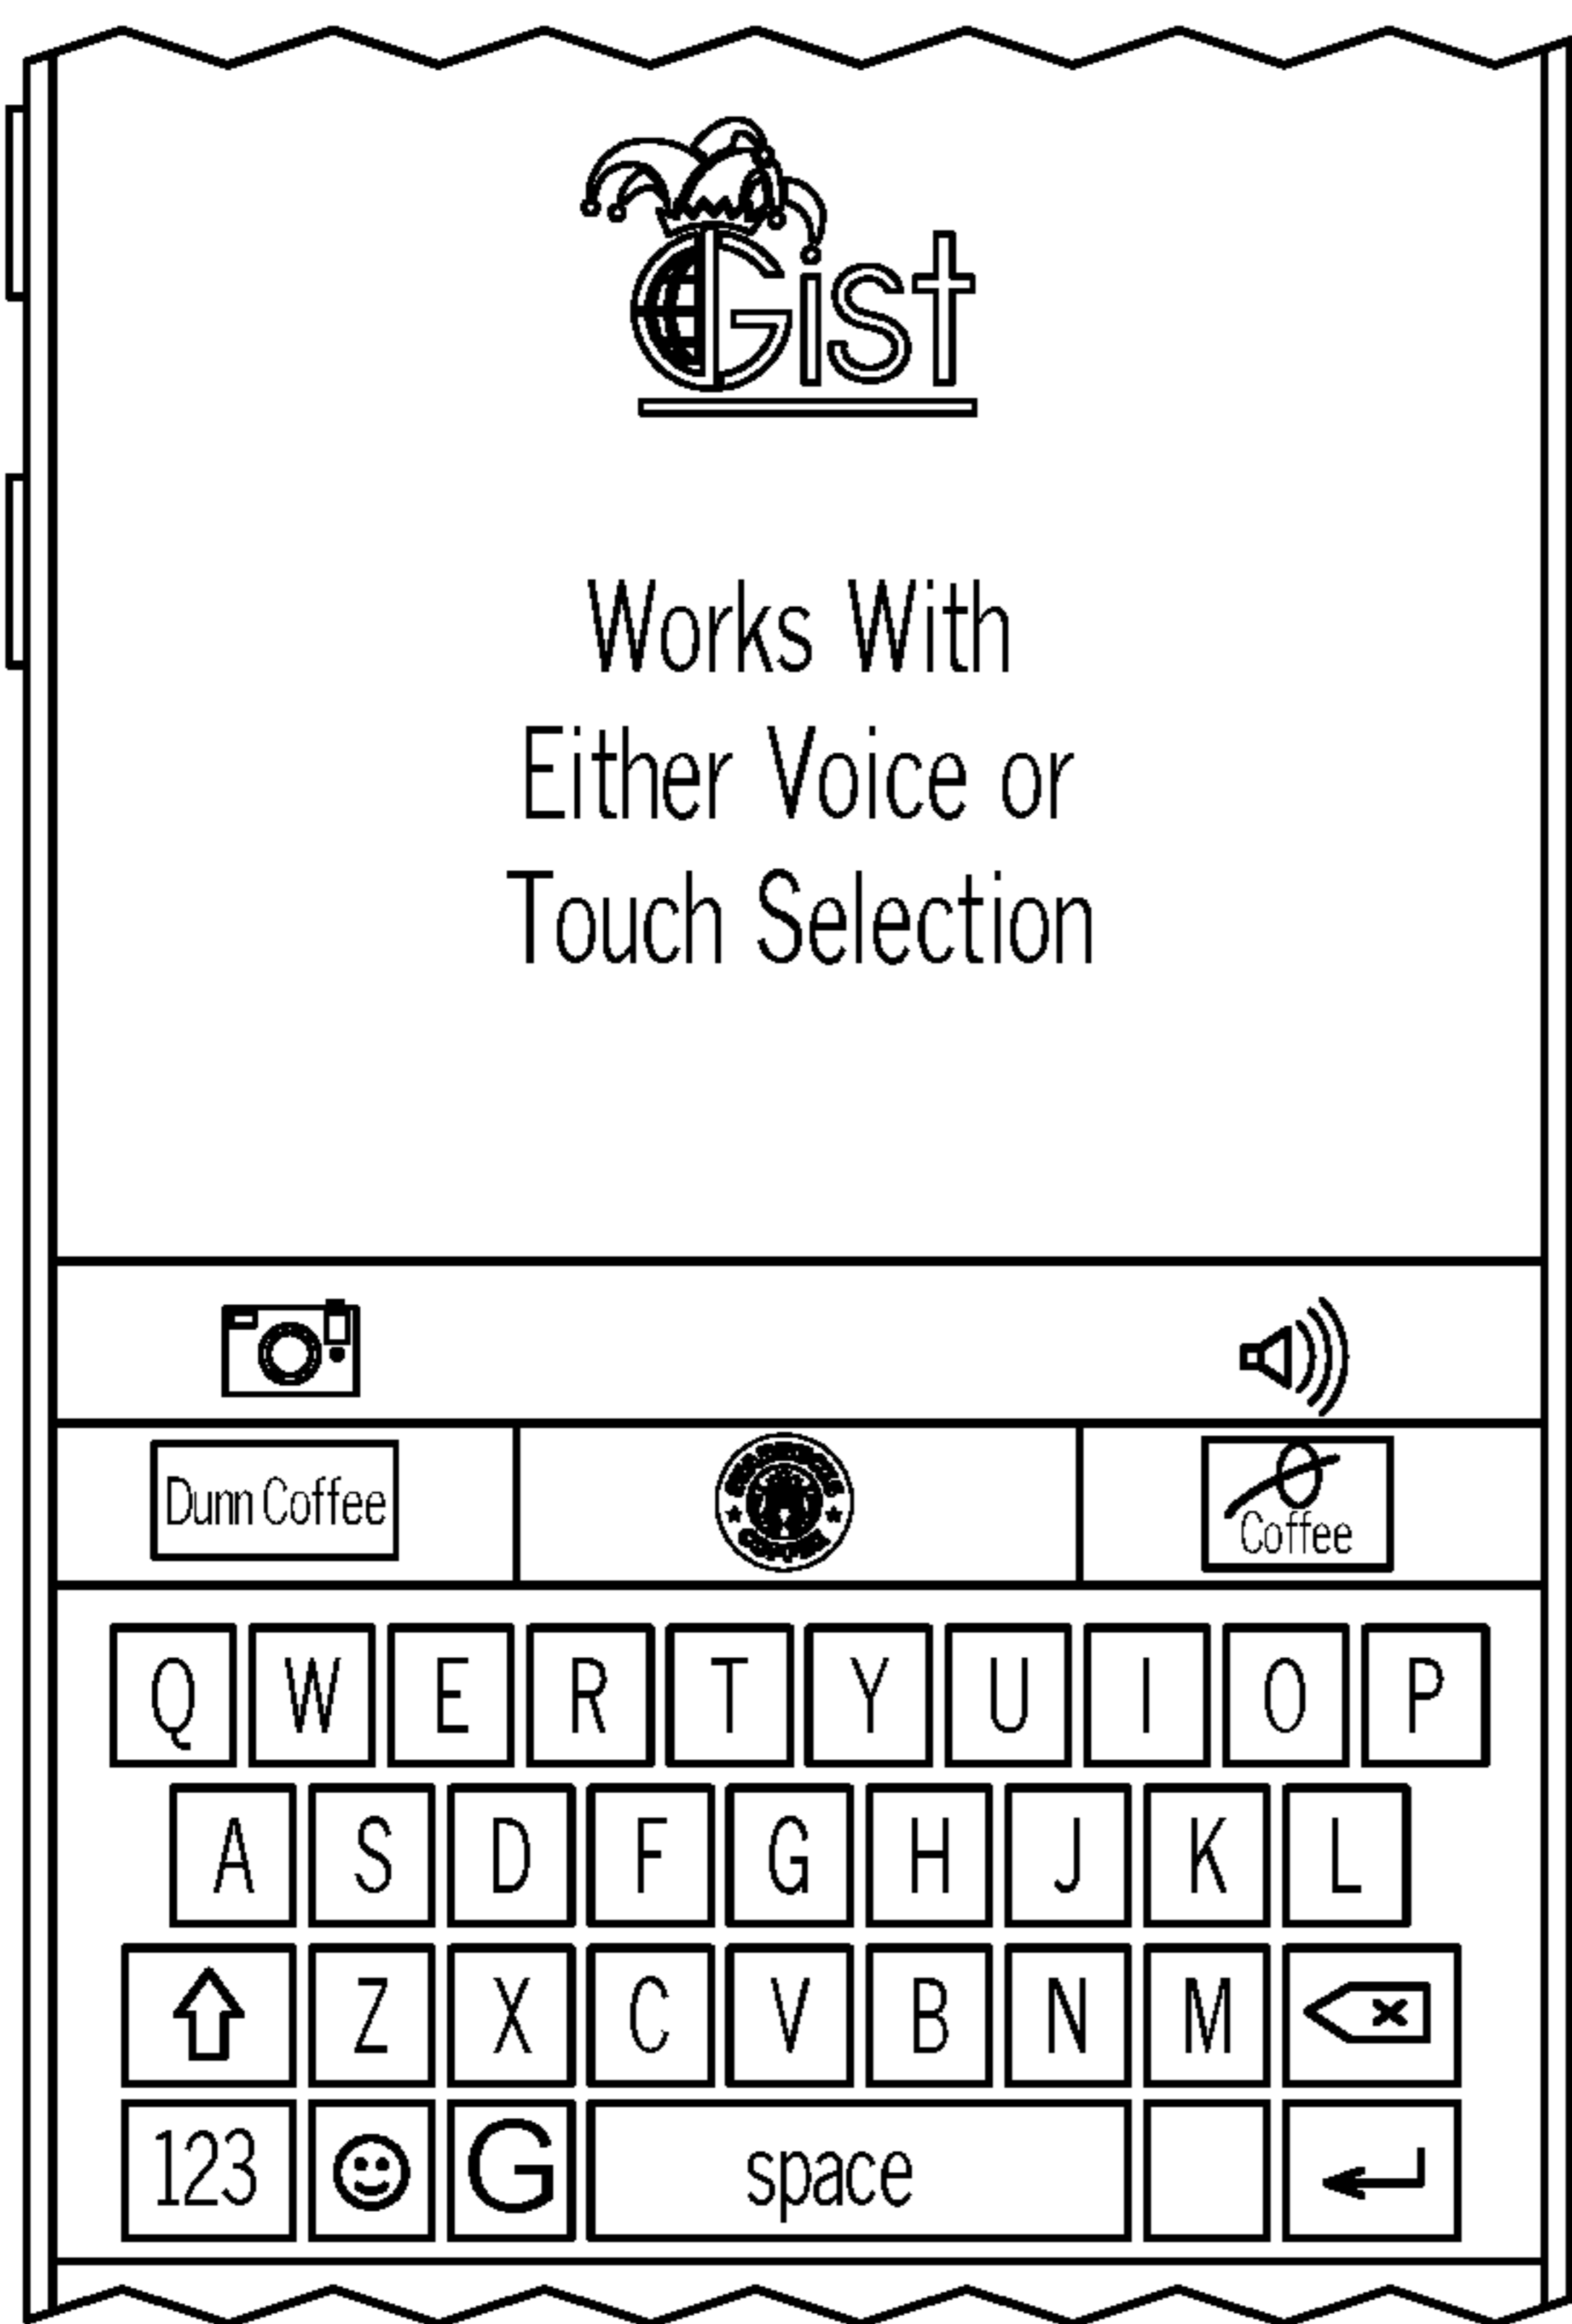 Gist
Works With
Either Voice or
Touch Selection
Dunn Coffee
Coffee
Q W E R T Y U I O P
A S D F G H J K L
Z X C V B N M
123 G space